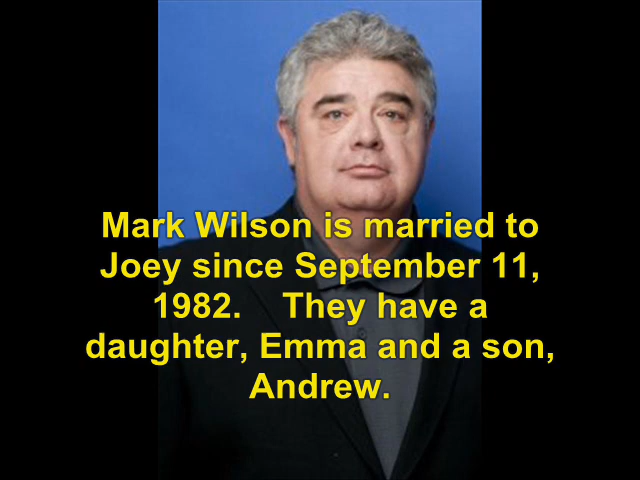 Mark Wilson is married to
Joey since September 11,
1982.    They have a
daughter, Emma and a son,
Andrew.